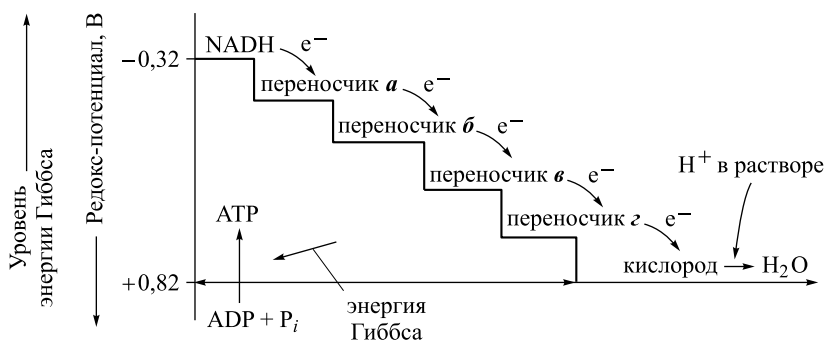 Уровень
энергии Гиббса
Редокс-потенциал, В
−0,32
NADH e−
переносчик а e−
переносчик б e−
переносчик в e−
переносчик г e−
H+ в растворе
кислород H2O
ATP
+0,82
ADP + Pi
энергия
Гиббса